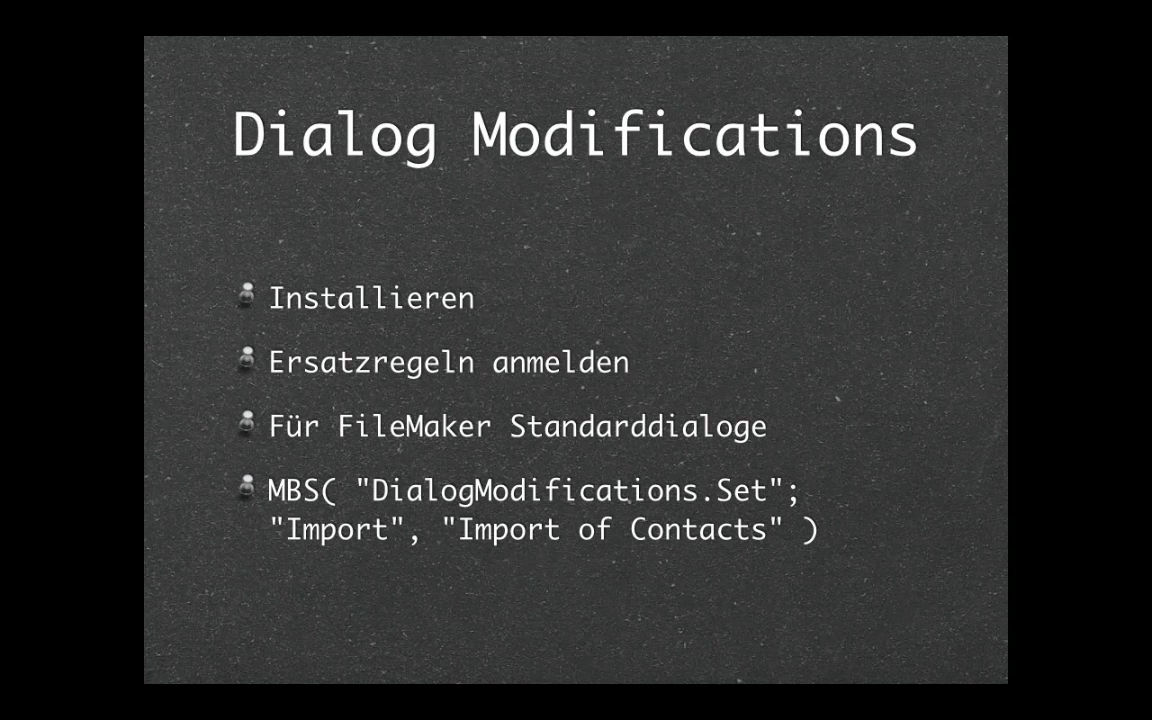 Dialog Modifications
Installieren
Ersatzregeln anmelden
Für FileMaker Standarddialoge
MBS( "DialogModifications.Set";
"Import", "Import of Contacts" )